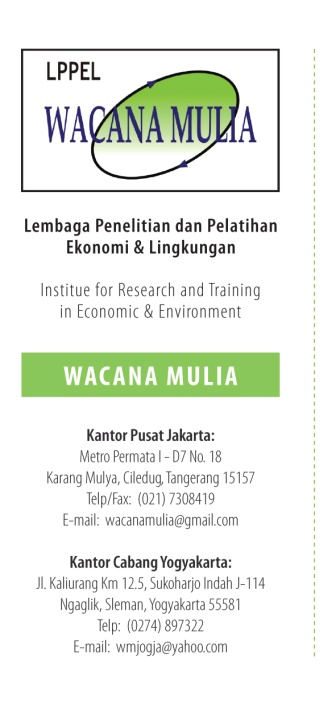 LPPEL
WACANA MULIA
Lembaga Penelitian dan Pelatihan
Ekonomi & Lingkungan
Institue for Research and Training
in Economic & Environment
WACANA MULIA
Kantor Pusat Jakarta:
Metro Permata I - D7 No. 18
Karang Mulya, Ciledug, Tangerang 15157
Telp/Fax: (021) 7308419
E-mail: wacanamulia@gmail.com
Kantor Cabang Yogyakarta:
Jl. Kaliurang Km 12.5, Sukoharjo Indah J-114
Ngaglik, Sleman, Yogyakarta 55581
Telp: (0274) 897322
E-mail: wmjogja@yahoo.com